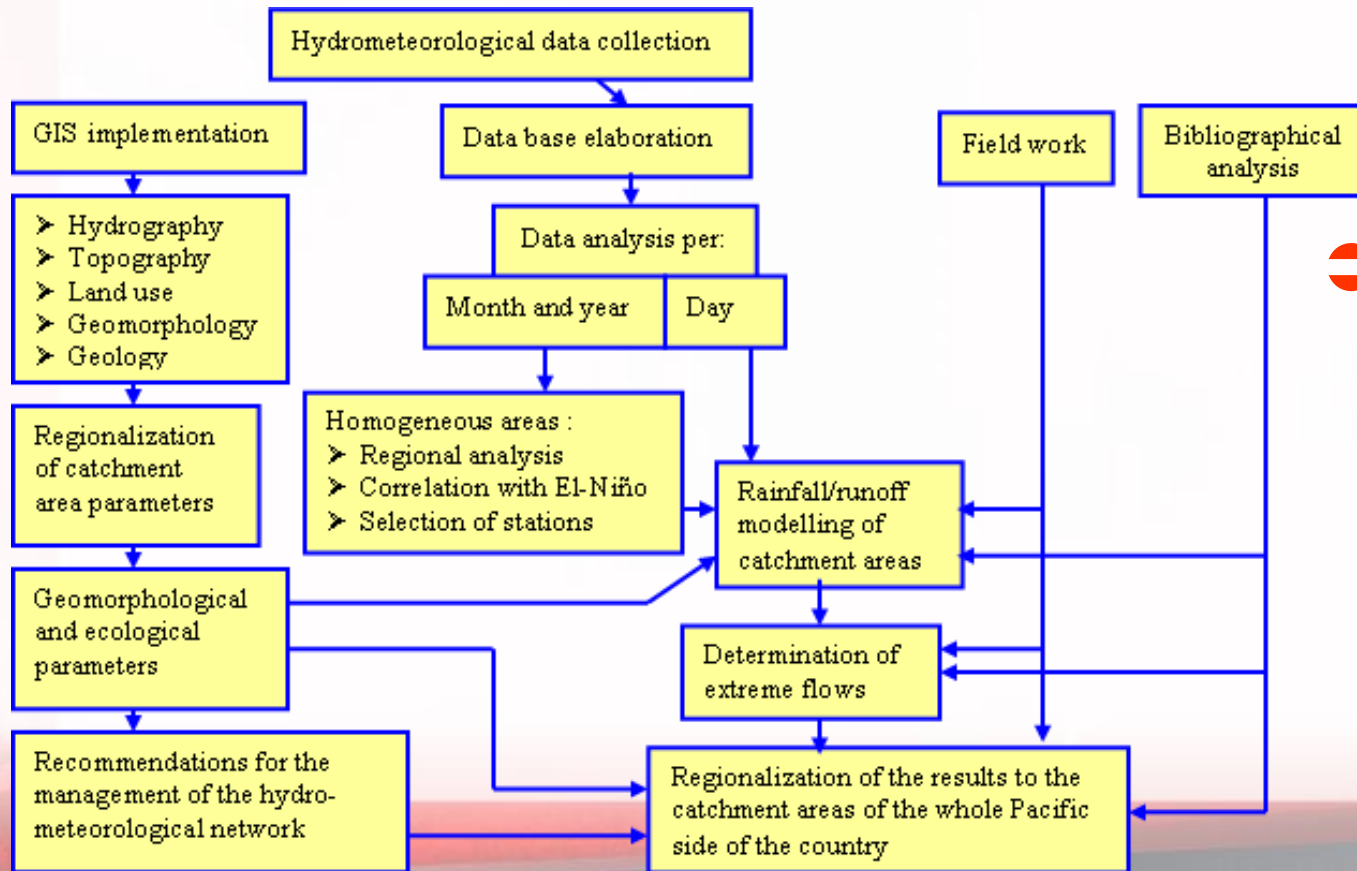 Hydrometeorological data collection
GIS implementation
Data base elaboration
Field work
Bibliographical
analysis
➤ Hydrography
➤ Topography
➤ Land use
➤ Geomorphology
➤ Geology
Data analysis per:
Month and year
Day
Regionalization
of catchment
area parameters
Homogeneous areas :
➤ Regional analysis
➤ Correlation with El-Niño
➤ Selection of stations
Rainfall/runoff
modelling of
catchment areas
Geomorphological
and ecological
parameters
Determination of
extreme flows
Recommendations for the
management of the hydro-
meteorological network
Regionalization of the results to the
catchment areas of the whole Pacific
side of the country